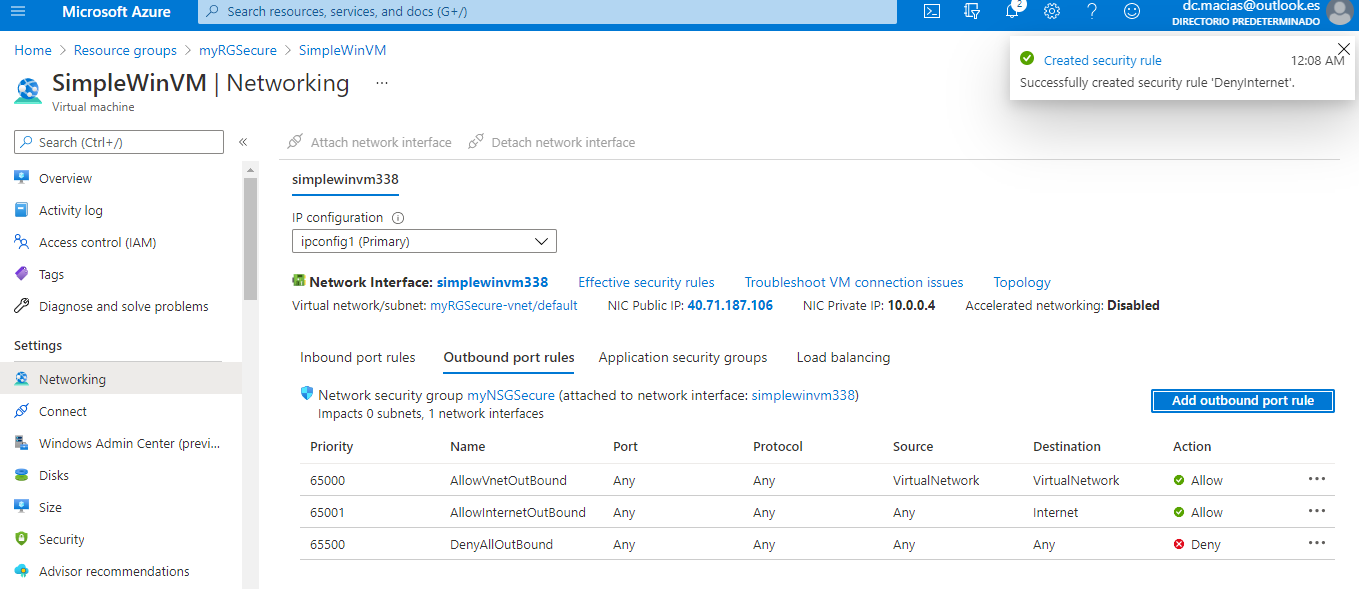 Microsoft Azure
Search resources, services, and docs (G+/)
2
dc.macias@outlook.es
DIRECTORIO PREDETERMINADO
Home > Resource groups > myRGSecure > SimpleWinVM
SimpleWinVM | Networking ...
Virtual machine
Created security rule 12:08 AM
Successfully created security rule 'DenyInternet'.
Search (Ctrl+/) «
Overview
Activity log
Access control (IAM)
Tags
Diagnose and solve problems
Settings
Networking
Connect
Windows Admin Center (previ...
Disks
Size
Security
Advisor recommendations
Attach network interface Detach network interface
simplewinvm338
IP configuration
ipconfig1 (Primary)
Network Interface: simplewinvm338 Effective security rules Troubleshoot VM connection issues Topology
Virtual network/subnet: myRGSecure-vnet/default NIC Public IP: 40.71.187.106 NIC Private IP: 10.0.0.4 Accelerated networking: Disabled
Inbound port rules Outbound port rules Application security groups Load balancing
Network security group myNSGSecure (attached to network interface: simplewinvm338)
Impacts 0 subnets, 1 network interfaces
Add outbound port rule
Priority Name Port Protocol Source Destination Action
65000 AllowVnetOutBound Any Any VirtualNetwork VirtualNetwork Allow ...
65001 AllowInternetOutBound Any Any Any Internet Allow ...
65500 DenyAllOutBound Any Any Any Any Deny ...